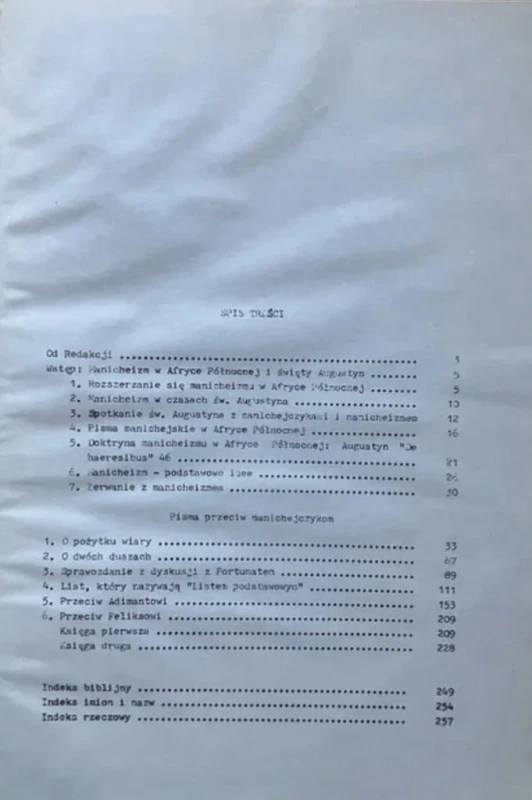 SPIS TREŚCI
Od Redakcji ........ 3
Wstęp: Manicheizm w Afryce Północnej i święty Augustyn ........ 5
1. Rozszerzanie się manicheizmu w Afryce Północnej ........ 5
2. Manicheizm w czasach św. Augustyna ........ 10
3. Spotkanie św. Augustyna z manichejczykami i manicheizmem 12
4. Pisma manichejskie w Afryce Północnej ........ 16
5. Doktryna manicheizmu w Afryce Północnej: Augustyn "De
haeresibus" 46 ........ 21
6. Manicheizm - podstawowe idee ........ 26
7. Zerwanie z manicheizmem ........ 30
Pisma przeciw manichejczykom
1. O pożytku wiary ........ 33
2. O dwóch duszach ........ 67
3. Sprawozdanie z dyskusji z Fortunatem ........ 89
4. List, który nazywają "Listem podstawowym" ........ 111
5. Przeciw Adimantowi ........ 153
6. Przeciw Feliksowi ........ 209
Księga pierwsza ........ 209
Księga druga ........ 228
Indeks biblijny ........ 249
Indeks imion i nazw ........ 254
Indeks rzeczowy ........ 257